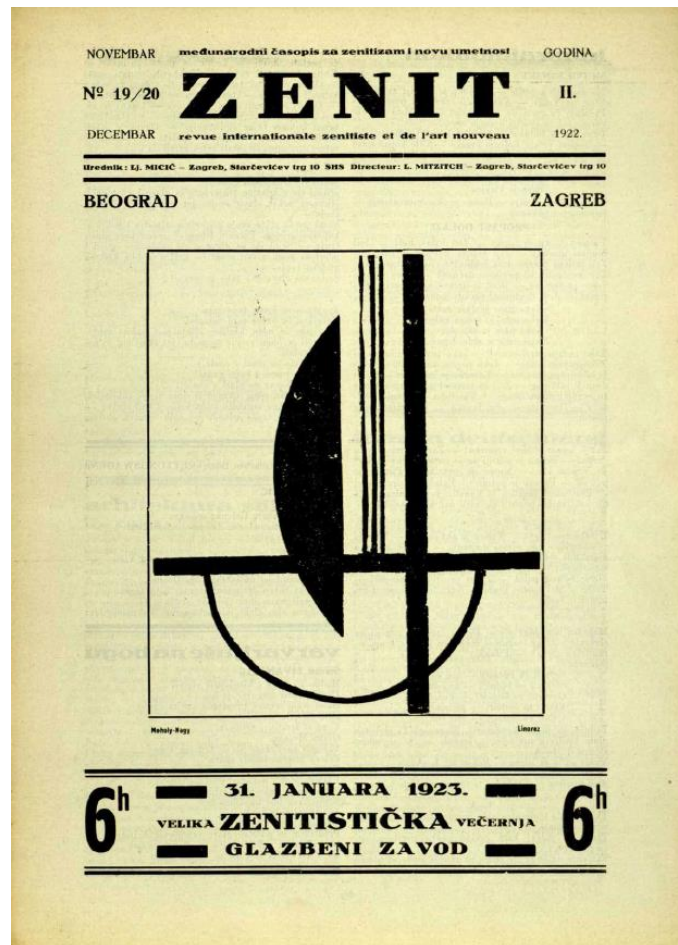 NOVEMBAR međunarodni časopis za zenitizam i novu umetnost GODINA
Nº 19/20 ZENIT II.
DECEMBAR revue internationale zenitiste et de l'art nouveau 1922.
Urednik: Lj. MICIĆ – Zagreb, Starčevićev trg 10 SHS Directeur: L. MITZITCH – Zagreb, Starčevićev trg 10
BEOGRAD ZAGREB
Moholy-Nagy Linorez
6h 31. JANUARA 1923. 6h
VELIKA ZENITISTIČKA VEČERNJA
GLAZBENI ZAVOD